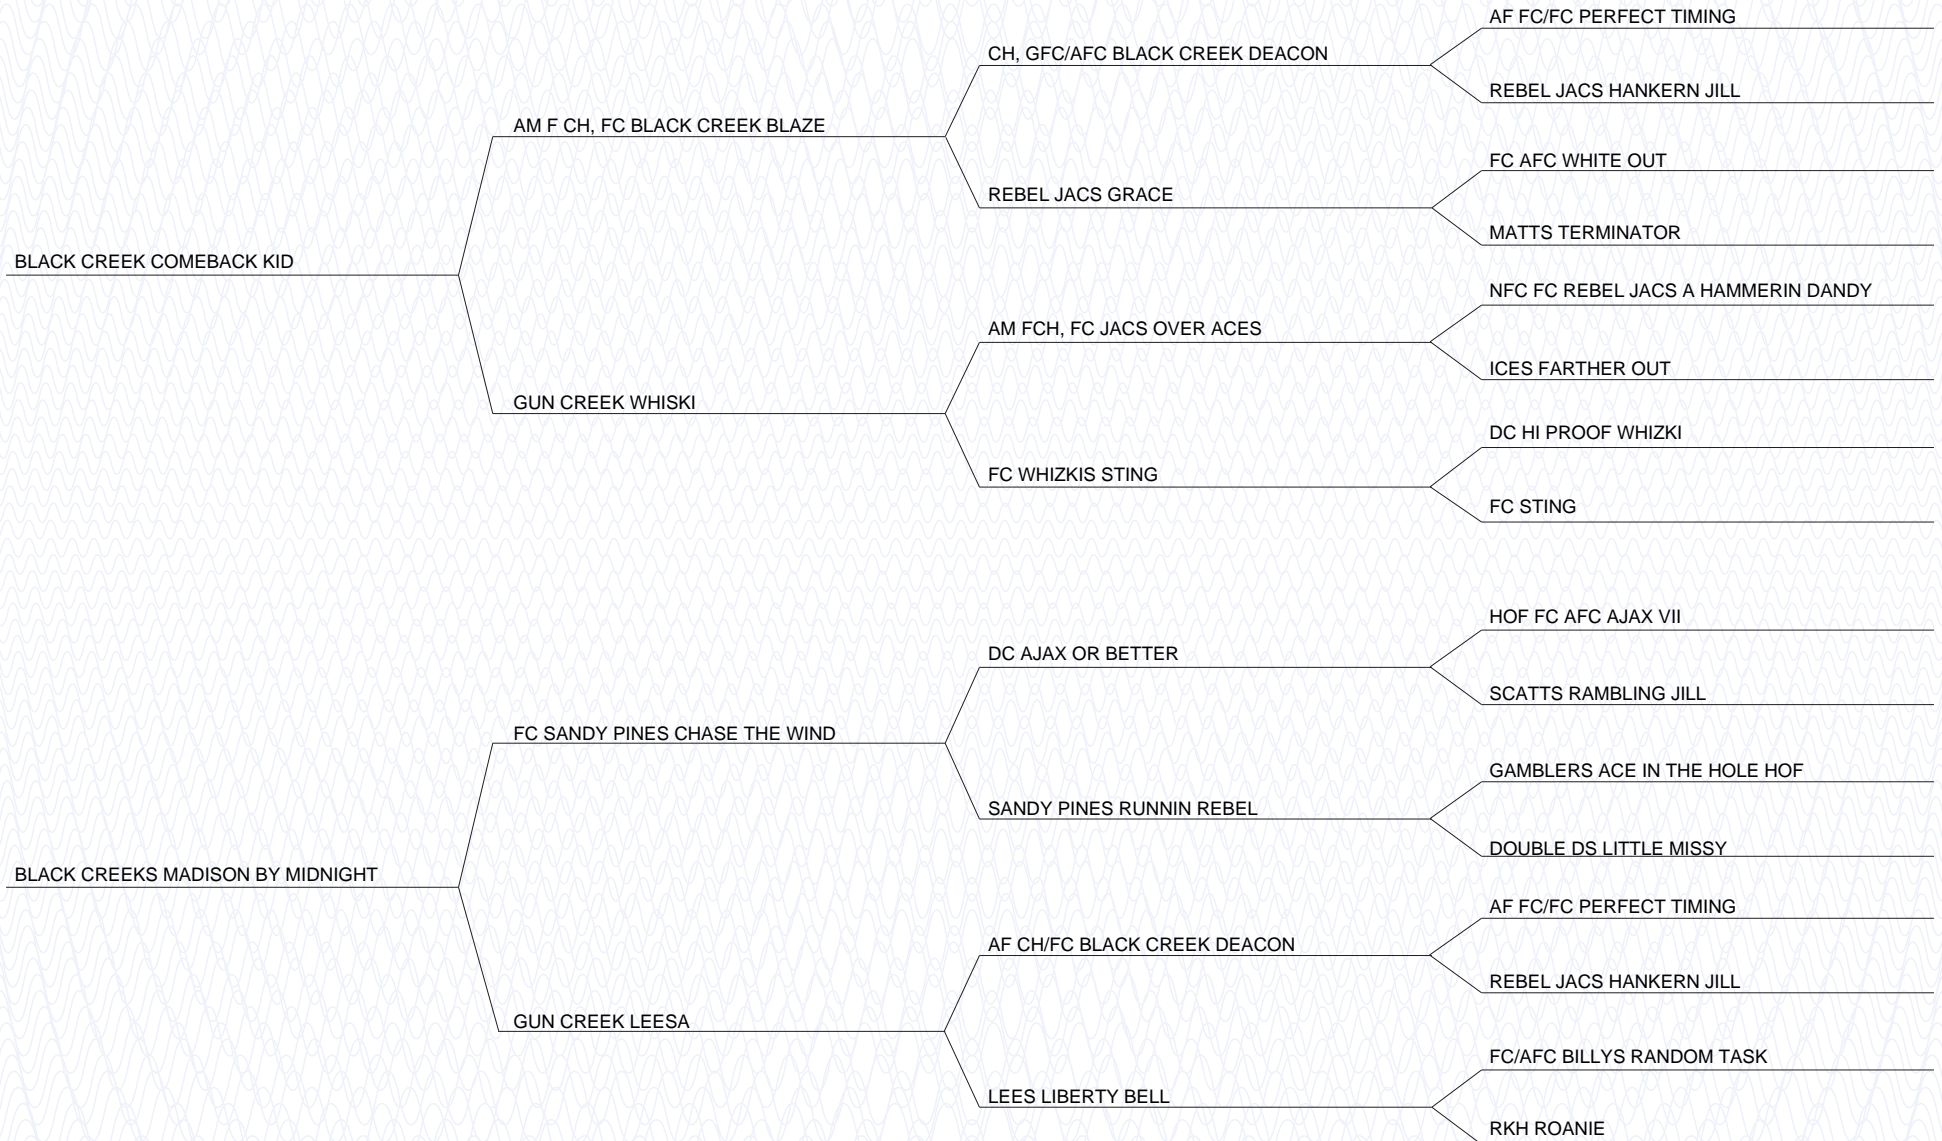 AF FC/FC PERFECT TIMING
CH, GFC/AFC BLACK CREEK DEACON
REBEL JACS HANKERN JILL
AM F CH, FC BLACK CREEK BLAZE
FC AFC WHITE OUT
REBEL JACS GRACE
MATTS TERMINATOR
BLACK CREEK COMEBACK KID
NFC FC REBEL JACS A HAMMERIN DANDY
AM FCH, FC JACS OVER ACES
ICES FARTHER OUT
GUN CREEK WHISKI
DC HI PROOF WHIZKI
FC WHIZKIS STING
FC STING
HOF FC AFC AJAX VII
DC AJAX OR BETTER
SCATTS RAMBLING JILL
FC SANDY PINES CHASE THE WIND
GAMBLERS ACE IN THE HOLE HOF
SANDY PINES RUNNIN REBEL
DOUBLE DS LITTLE MISSY
BLACK CREEKS MADISON BY MIDNIGHT
AF FC/FC PERFECT TIMING
AF CH/FC BLACK CREEK DEACON
REBEL JACS HANKERN JILL
GUN CREEK LEESA
FC/AFC BILLYS RANDOM TASK
LEES LIBERTY BELL
RKH ROANIE